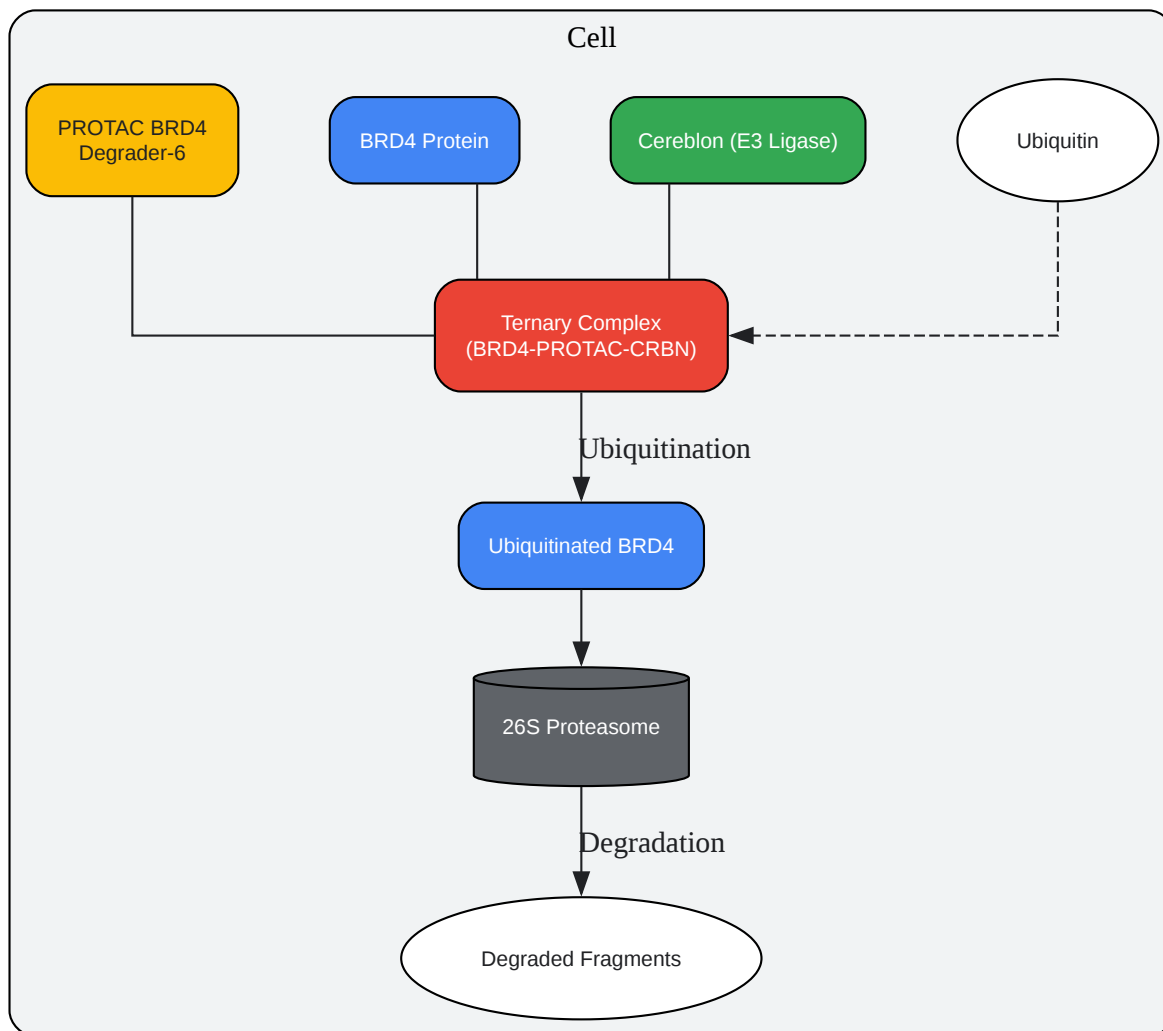 Cell
PROTAC BRD4
Degrader-6
BRD4 Protein
Cereblon (E3 Ligase)
Ubiquitin
Ternary Complex
(BRD4-PROTAC-CRBN)
Ubiquitination
Ubiquitinated BRD4
26S Proteasome
Degradation
Degraded Fragments